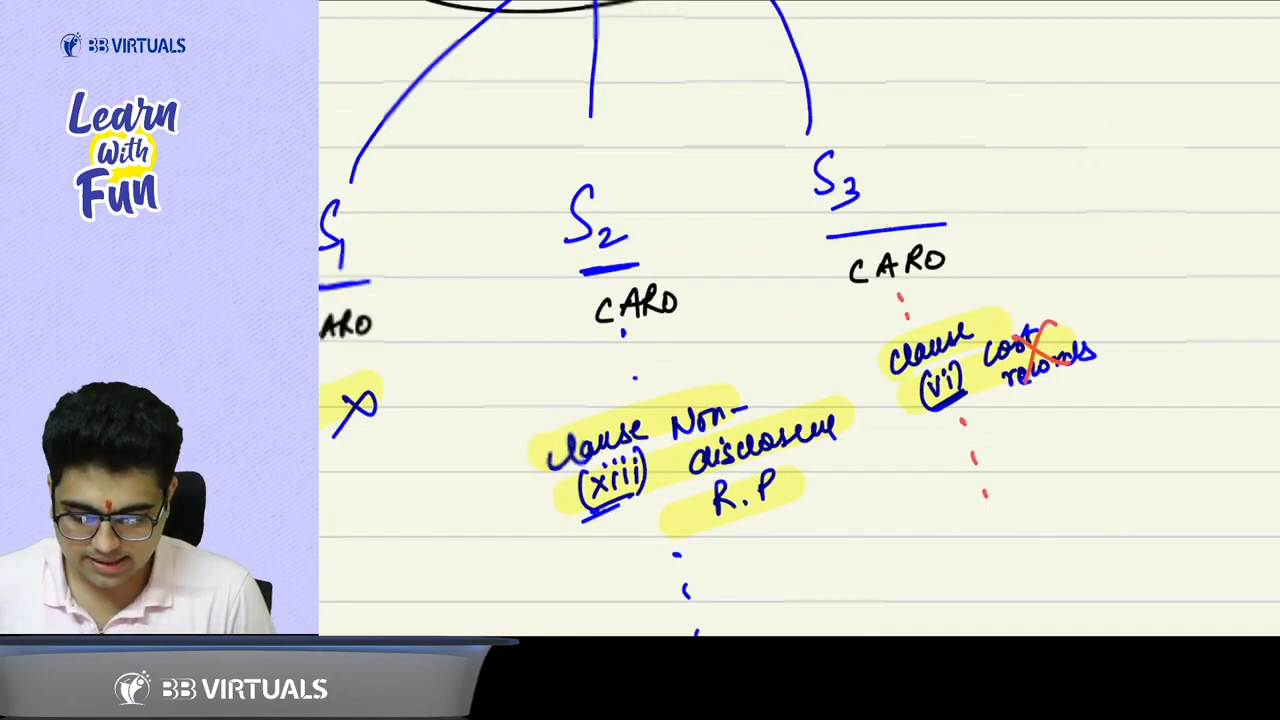 BB VIRTUALS
Learn
with
Fun
S1
ARO
S2
CARO
clause Non-
(xiii) disclosure
R.P
S3
CARO
clause cost
(vi) records
BB VIRTUALS